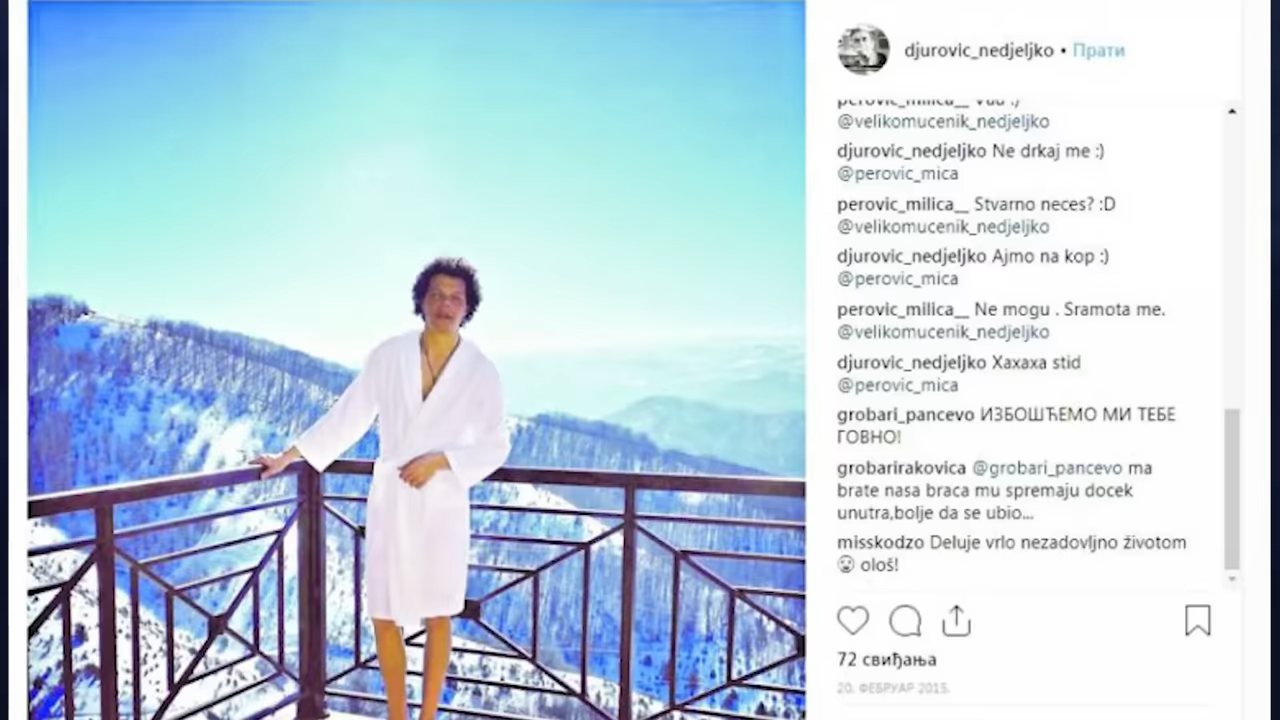 djurovic_nedjeljko • Прати
perovic_milica__
@velikomucenik_nedjeljko
djurovic_nedjeljko Ne drkaj me :)
@perovic_mica
perovic_milica__ Stvarno neces? :D
@velikomucenik_nedjeljko
djurovic_nedjeljko Ajmo na kop :)
@perovic_mica
perovic_milica__ Ne mogu . Sramota me.
@velikomucenik_nedjeljko
djurovic_nedjeljko Xaxaxa stid
@perovic_mica
grobari_pancevo ИЗБОШЋЕМО МИ ТЕБЕ
ГОВНО!
grobarirakovica @grobari_pancevo ma
brate nasa braca mu spremaju docek
unutra,bolje da se ubio...
misskodzo Deluje vrlo nezadovljno životom
😜 ološ!
72 свиђања
20. ФЕБРУАР 2015.